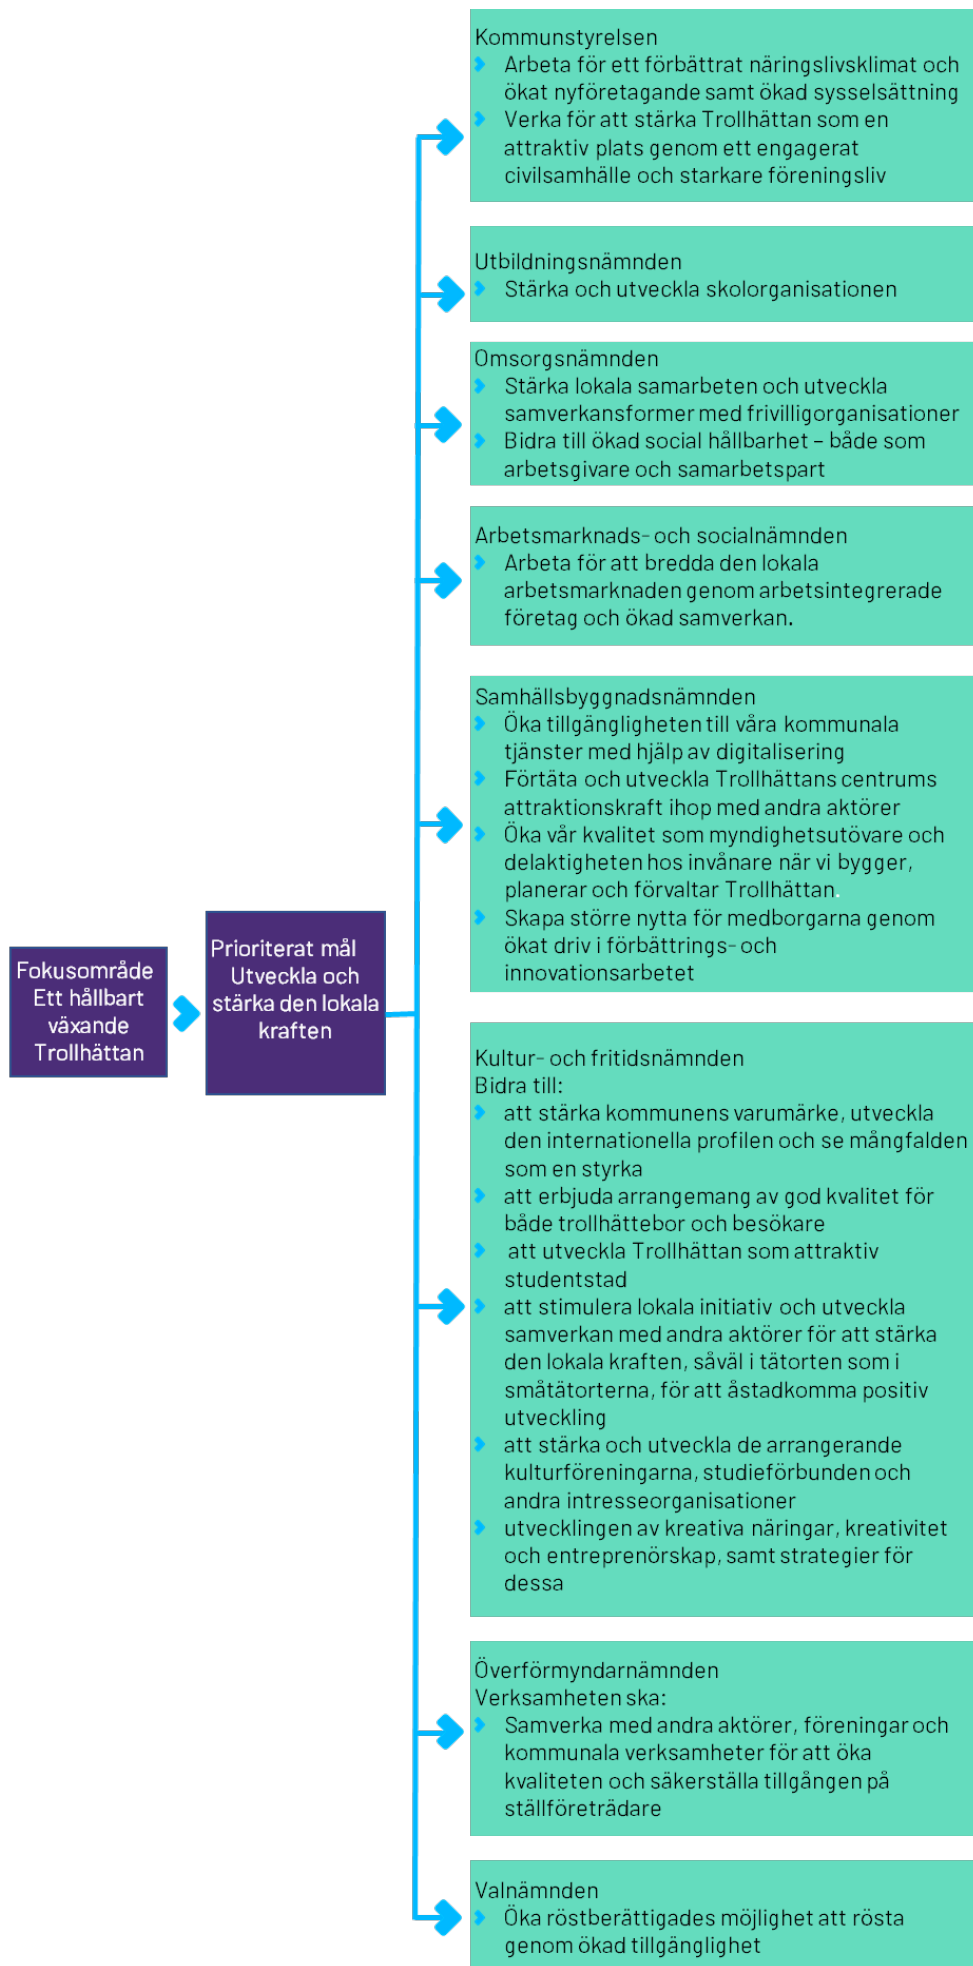 Fokusområde
Ett hållbart
växande
Trollhättan
Prioriterat mål
Utveckla och
stärka den lokala
kraften
Kommunstyrelsen
Arbeta för ett förbättrat näringslivsklimat och
ökat nyföretagande samt ökad sysselsättning
Verka för att stärka Trollhättan som en
attraktiv plats genom ett engagerat
civilsamhälle och starkare föreningsliv
Utbildningsnämnden
Stärka och utveckla skolorganisationen
Omsorgsnämnden
Stärka lokala samarbeten och utveckla
samverkansformer med frivilligorganisationer
Bidra till ökad social hållbarhet – både som
arbetsgivare och samarbetspart
Arbetsmarknads- och socialnämnden
Arbeta för att bredda den lokala
arbetsmarknaden genom arbetsintegrerade
företag och ökad samverkan.
Samhällsbyggnadsnämnden
Öka tillgängligheten till våra kommunala
tjänster med hjälp av digitalisering
Förtäta och utveckla Trollhättans centrums
attraktionskraft ihop med andra aktörer
Öka vår kvalitet som myndighetsutövare och
delaktigheten hos invånare när vi bygger,
planerar och förvaltar Trollhättan.
Skapa större nytta för medborgarna genom
ökat driv i förbättrings- och
innovationsarbetet
Kultur- och fritidsnämnden
Bidra till:
att stärka kommunens varumärke, utveckla
den internationella profilen och se mångfalden
som en styrka
att erbjuda arrangemang av god kvalitet för
både trollhättebor och besökare
att utveckla Trollhättan som attraktiv
studentstad
att stimulera lokala initiativ och utveckla
samverkan med andra aktörer för att stärka
den lokala kraften, såväl i tätorten som i
småtätorterna, för att åstadkomma positiv
utveckling
att stärka och utveckla de arrangerande
kulturföreningarna, studieförbunden och
andra intresseorganisationer
utvecklingen av kreativa näringar, kreativitet
och entreprenörskap, samt strategier för
dessa
Överförmyndarnämnden
Verksamheten ska:
Samverka med andra aktörer, föreningar och
kommunala verksamheter för att öka
kvaliteten och säkerställa tillgången på
ställföreträdare
Valnämnden
Öka röstberättigades möjlighet att rösta
genom ökad tillgänglighet